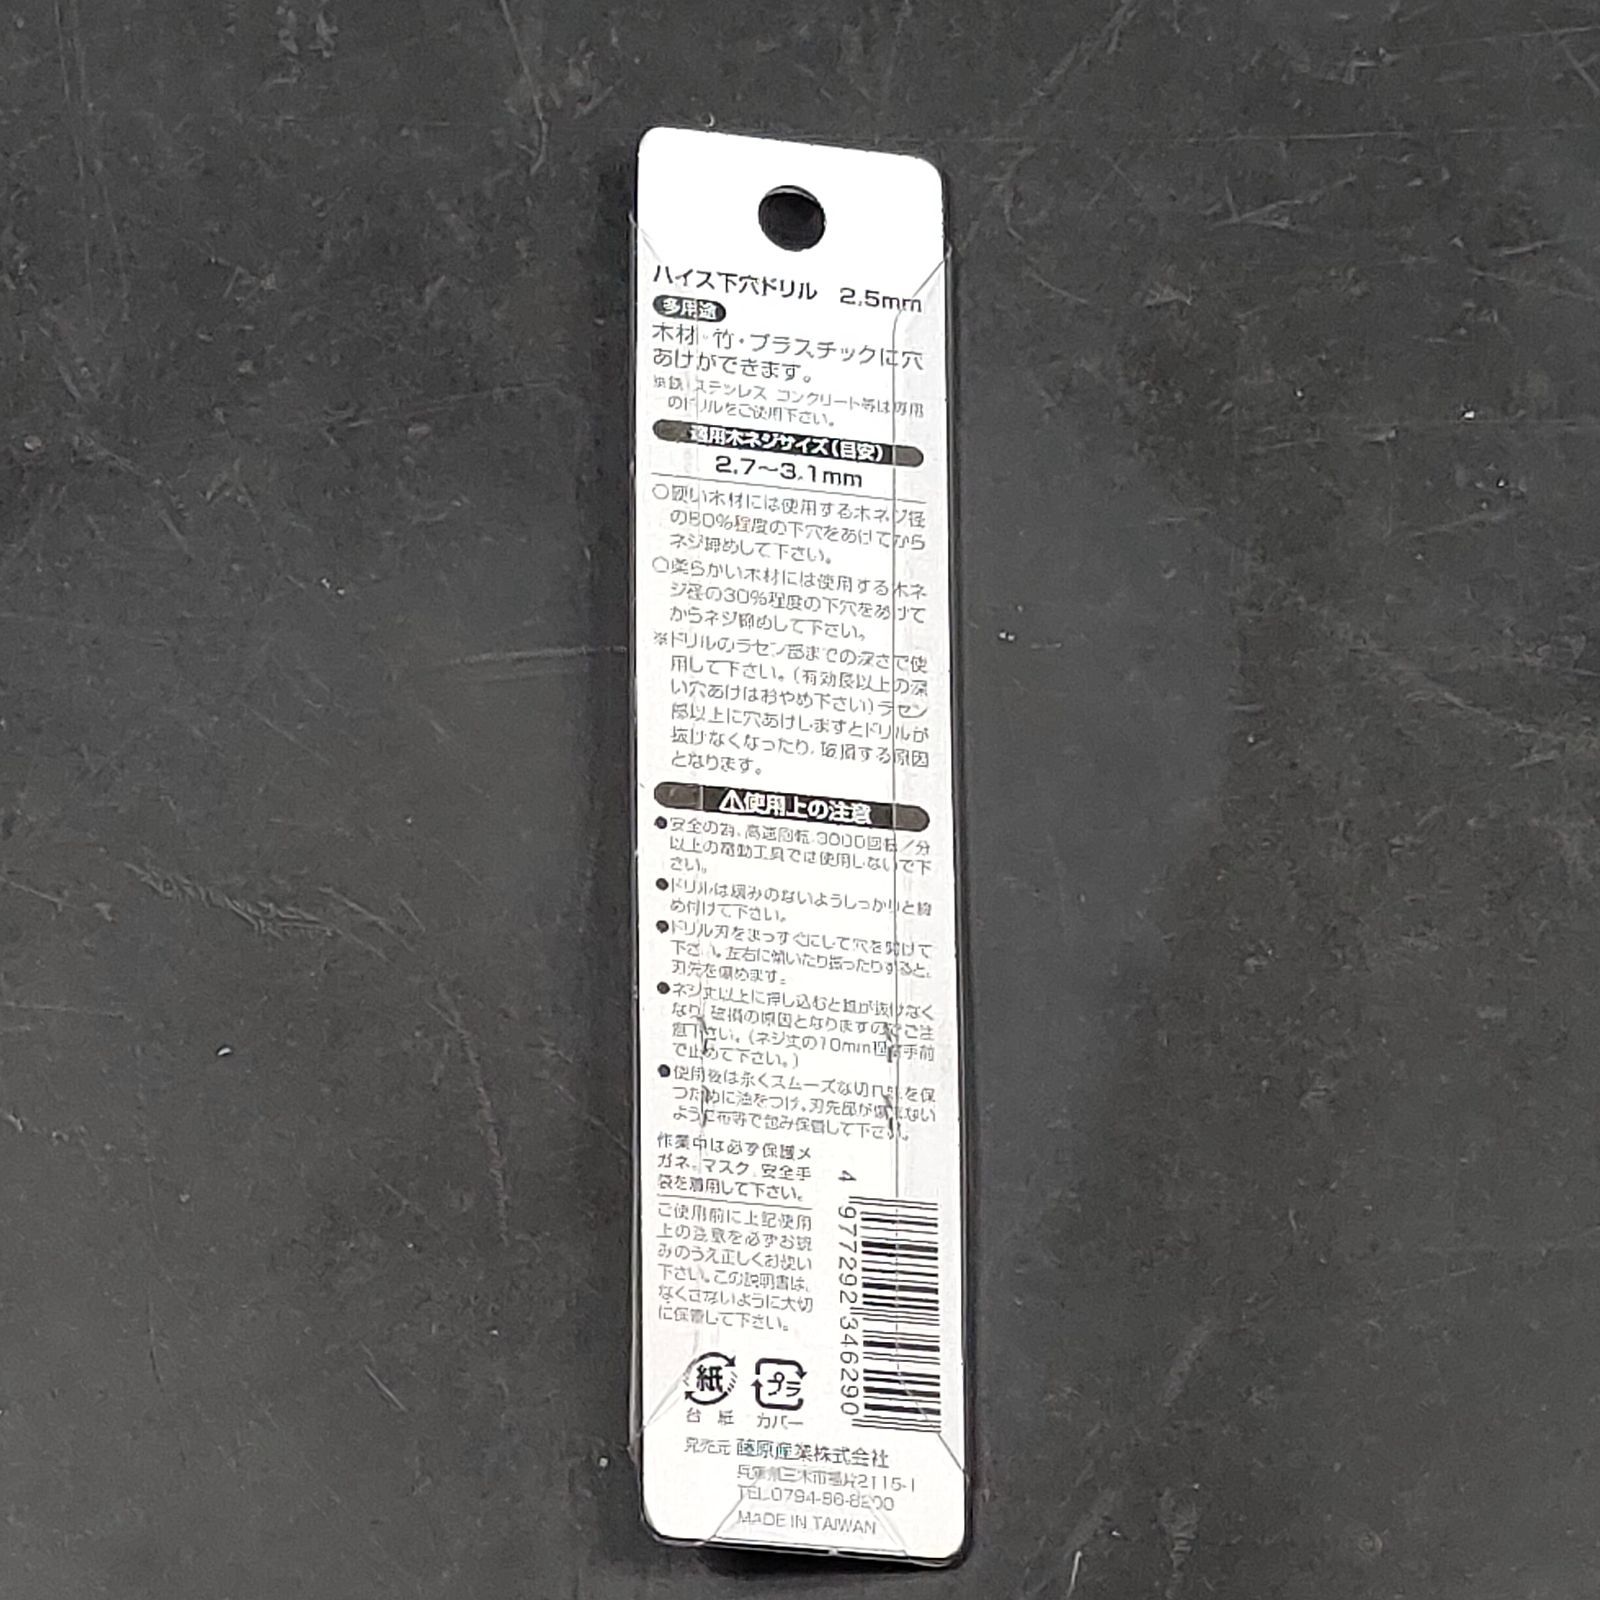 ハイス下穴ドリル 2.5mm
多用途
木材・竹・プラスチックに穴
あけができます。
※鉄・ステンレス・コンクリート等は専用
のドリルをご使用下さい。
適用木ネジサイズ(目安)
2.7〜3.1mm
○硬い木材には使用する木ネジ径
の80%程度の下穴をあけてから
ネジ締めして下さい。
○柔らかい木材には使用する木ネ
ジ径の30%程度の下穴をあけて
からネジ締めして下さい。
※ドリルのラセン部までの深さで使
用して下さい。(有効長以上の深
い穴あけはおやめ下さい)ラセン
部以上に穴あけしますとドリルが
抜けなくなったり、破損する原因
となります。
⚠使用上の注意
●安全の為、高速回転 3000回転/分
以上の電動工具では使用しないで下
さい。
●ドリルは緩みのないようしっかりと締
め付けて下さい。
●ドリル刃をまっすぐにして穴を開けて
下さい。左右に傾いたり振ったりすると、
刃先を傷めます。
●ネジ丈以上に押し込むと皿が抜けなく
なり、破損の原因となりますのでご注
意下さい。(ネジ丈の10mm程度手前
で止めて下さい。)
●使用後は永くスムーズな切れ味を保
つために油をつけ、刃先部が傷まない
ように布等で包み保管して下さい。
作業中は必ず保護メ
ガネ、マスク、安全手
袋を着用して下さい。
ご使用前に上記使用
上の注意を必ずお読
みのうえ正しくお使い
下さい。この説明書は、
なくさないように大切
に保管して下さい。
4 977292 346290
紙 プラ
台紙 カバー
発売元 藤原産業株式会社
兵庫県三木市福井2115-1
TEL.0794-86-8200
MADE IN TAIWAN